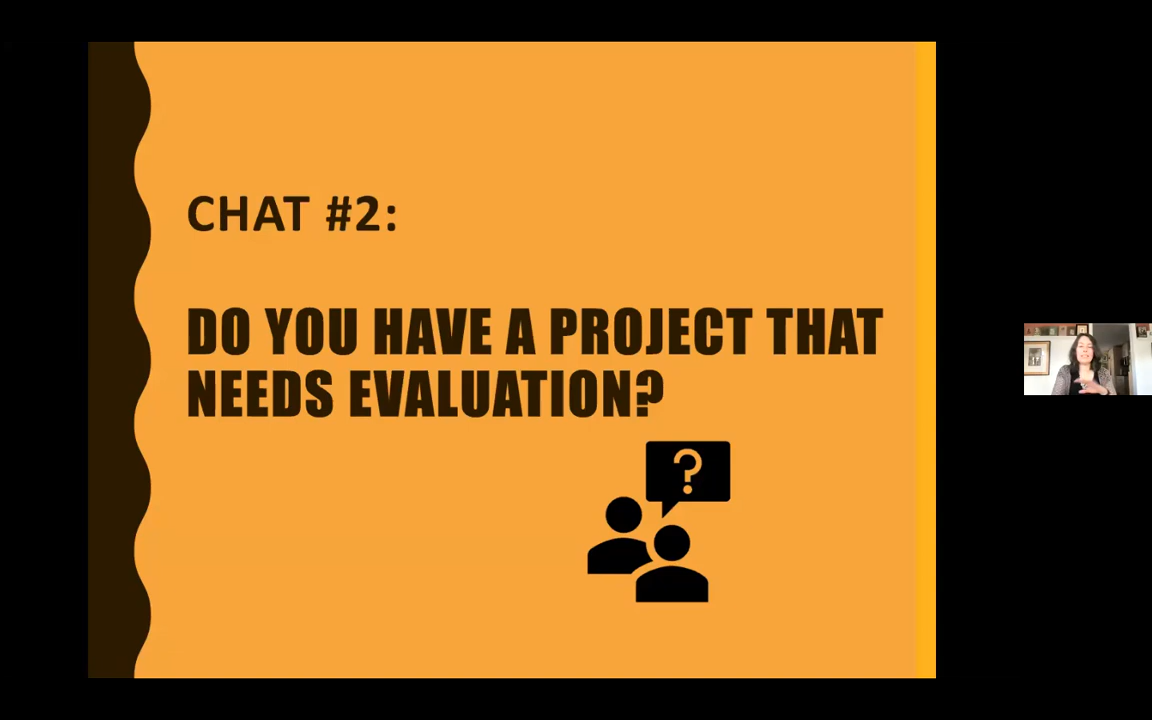 CHAT #2:
DO YOU HAVE A PROJECT THAT
NEEDS EVALUATION?
?